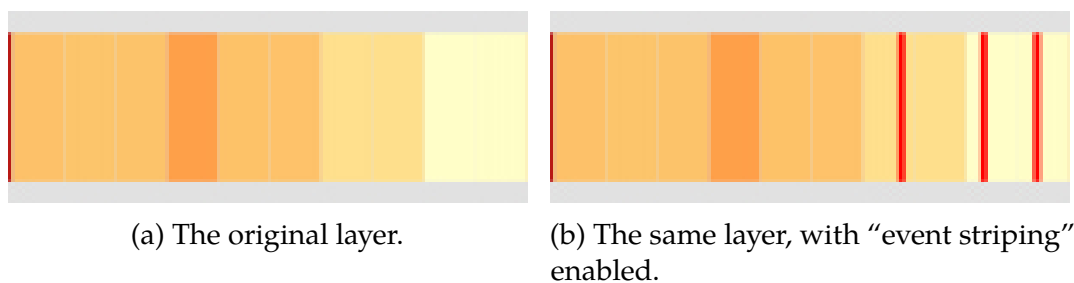 (a) The original layer.
(b) The same layer, with “event striping”
enabled.